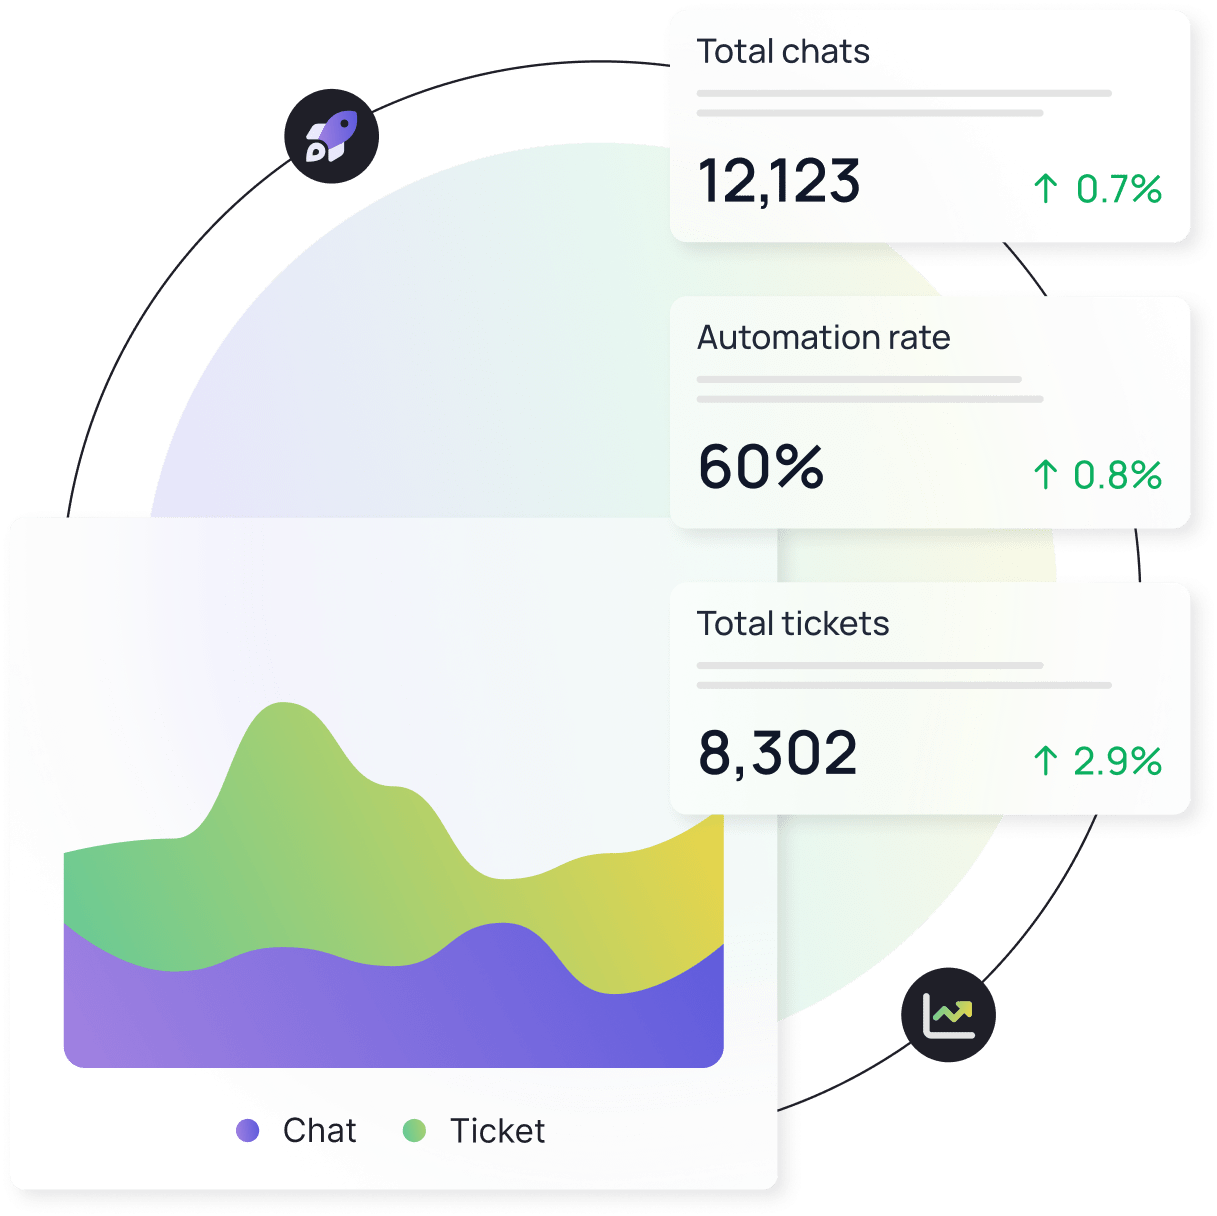 Total chats
12,123
↑ 0.7%
Automation rate
60%
↑ 0.8%
Total tickets
8,302
↑ 2.9%
Chat
Ticket